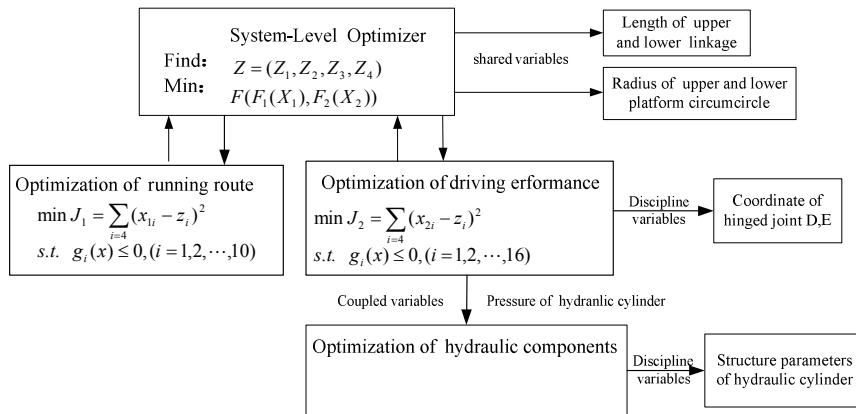 System-Level Optimizer
Find: Z = (Z₁, Z₂, Z₃, Z₄)
Min: F(F₁(X₁), F₂(X₂))
shared variables
Length of upper
and lower linkage
Radius of upper and lower
platform circumcircle
Optimization of running route
min J₁ = ∑(x₁ᵢ − zᵢ)²
i=4
s.t. gᵢ(x) ≤ 0, (i = 1,2,⋯,10)
Optimization of driving erformance
min J₂ = ∑(x₂ᵢ − zᵢ)²
i=4
s.t. gᵢ(x) ≤ 0, (i = 1,2,⋯,16)
Discipline
variables
Coordinate of
hinged joint D,E
Coupled variables Pressure of hydranlic cylinder
Optimization of hydraulic components
Discipline
variables
Structure parameters
of hydraulic cylinder